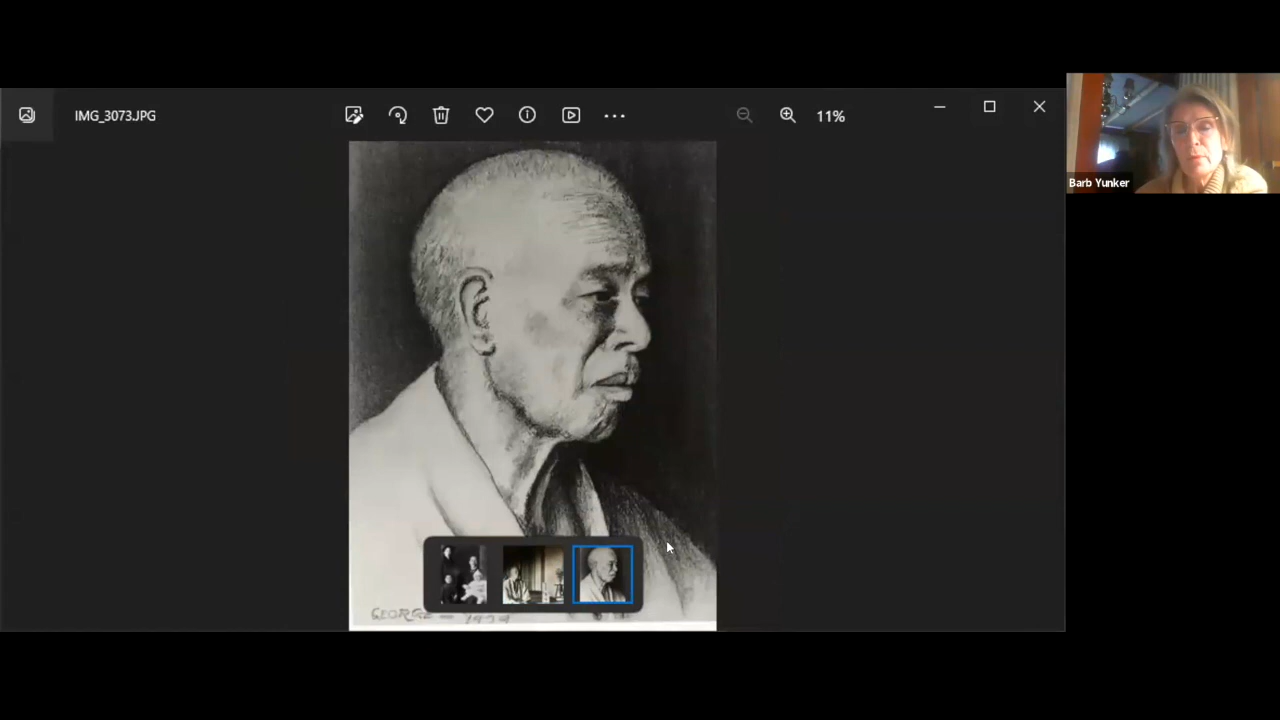 IMG_3073.JPG
11%
Barb Yunker
GEORGE —